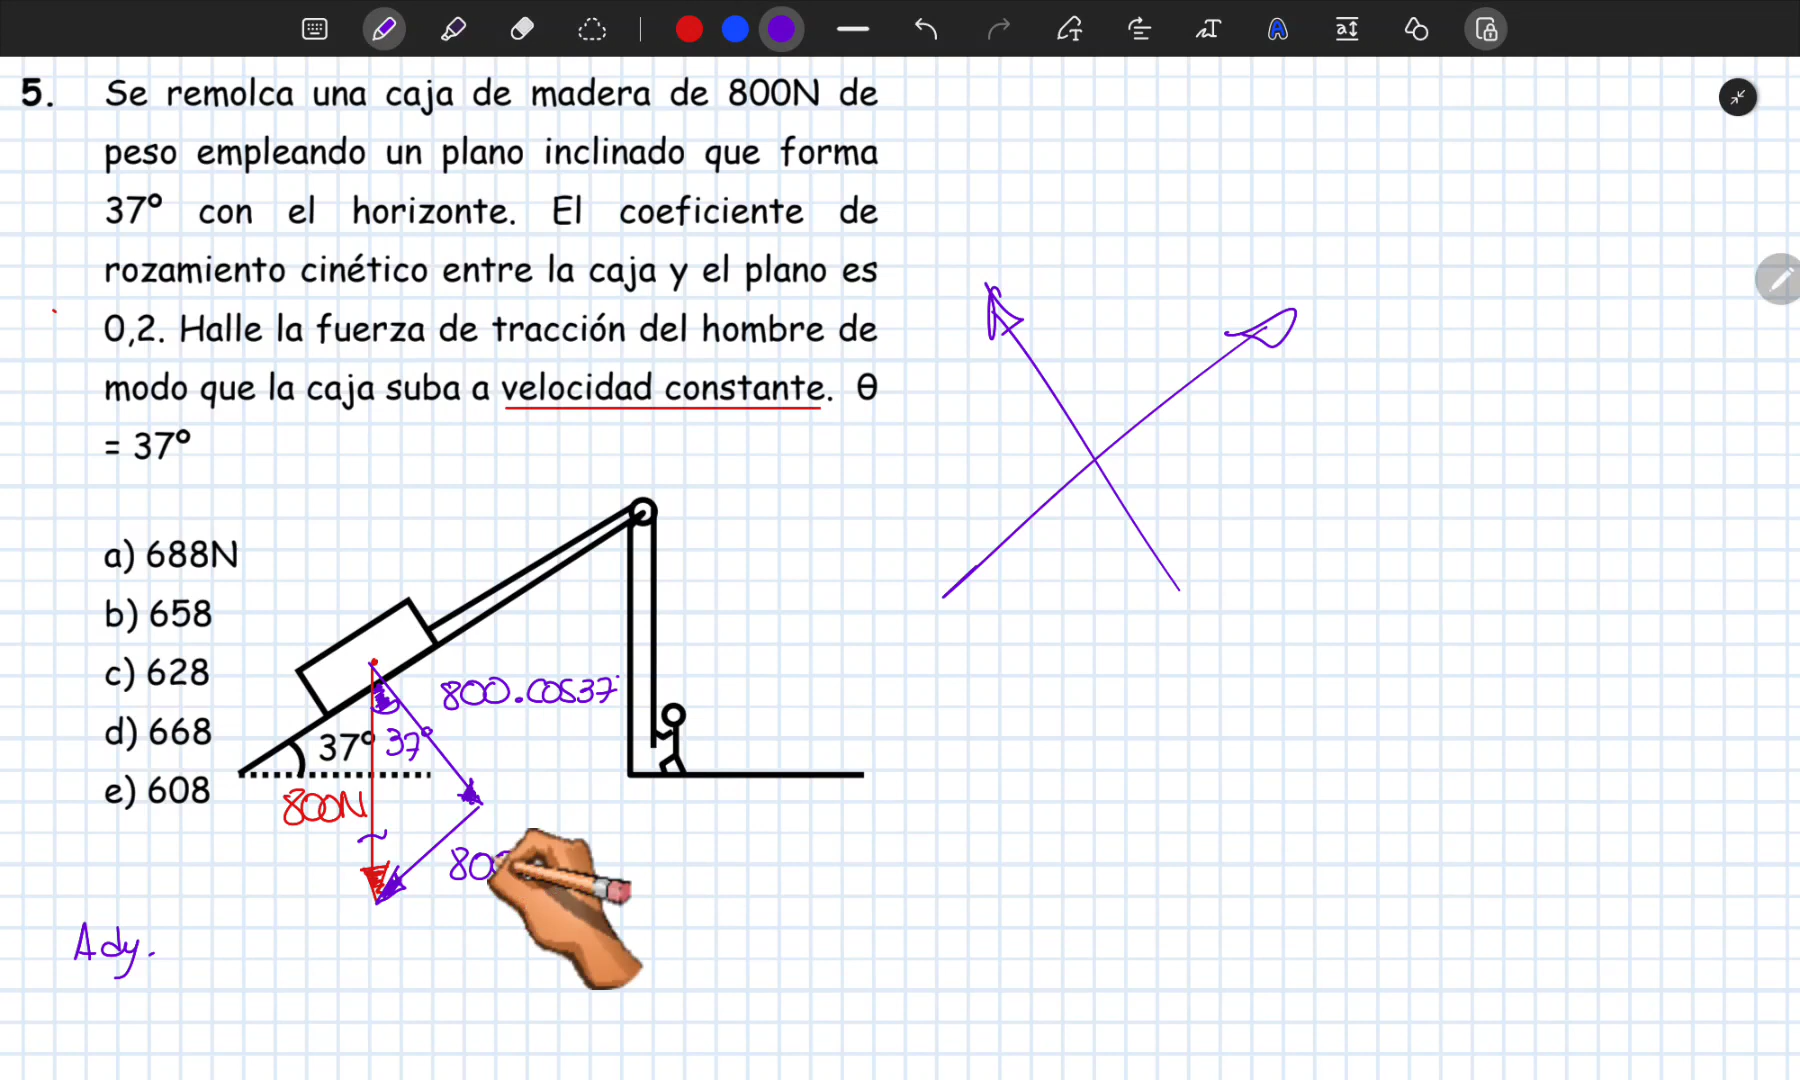 5. Se remolca una caja de madera de 800N de
peso empleando un plano inclinado que forma
37° con el horizonte. El coeficiente de
rozamiento cinético entre la caja y el plano es
0,2. Halle la fuerza de tracción del hombre de
modo que la caja suba a velocidad constante. θ
= 37°
a) 688N
b) 658
c) 628
d) 668
e) 608
800.cos37°
37° 37°
800N
80
Ady.